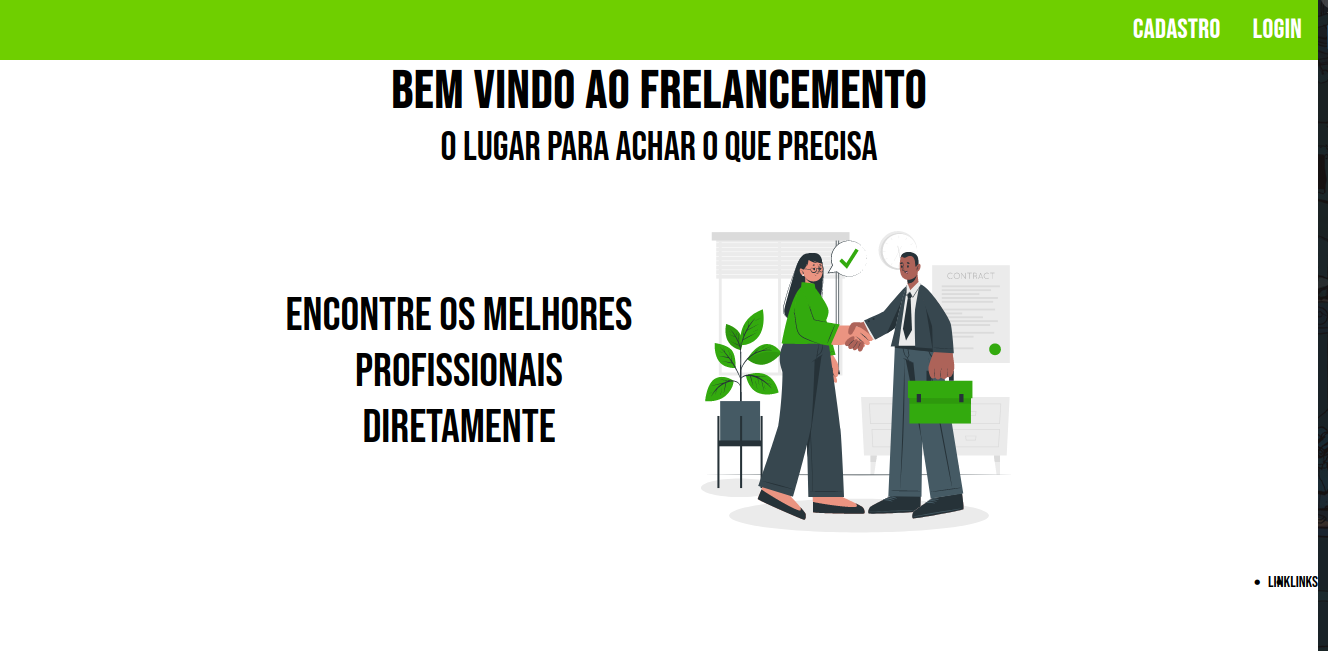 CADASTRO LOGIN
BEM VINDO AO FRELANCEMENTO
O LUGAR PARA ACHAR O QUE PRECISA
CONTRACT
ENCONTRE OS MELHORES
PROFISSIONAIS
DIRETAMENTE
• LINKLINKS